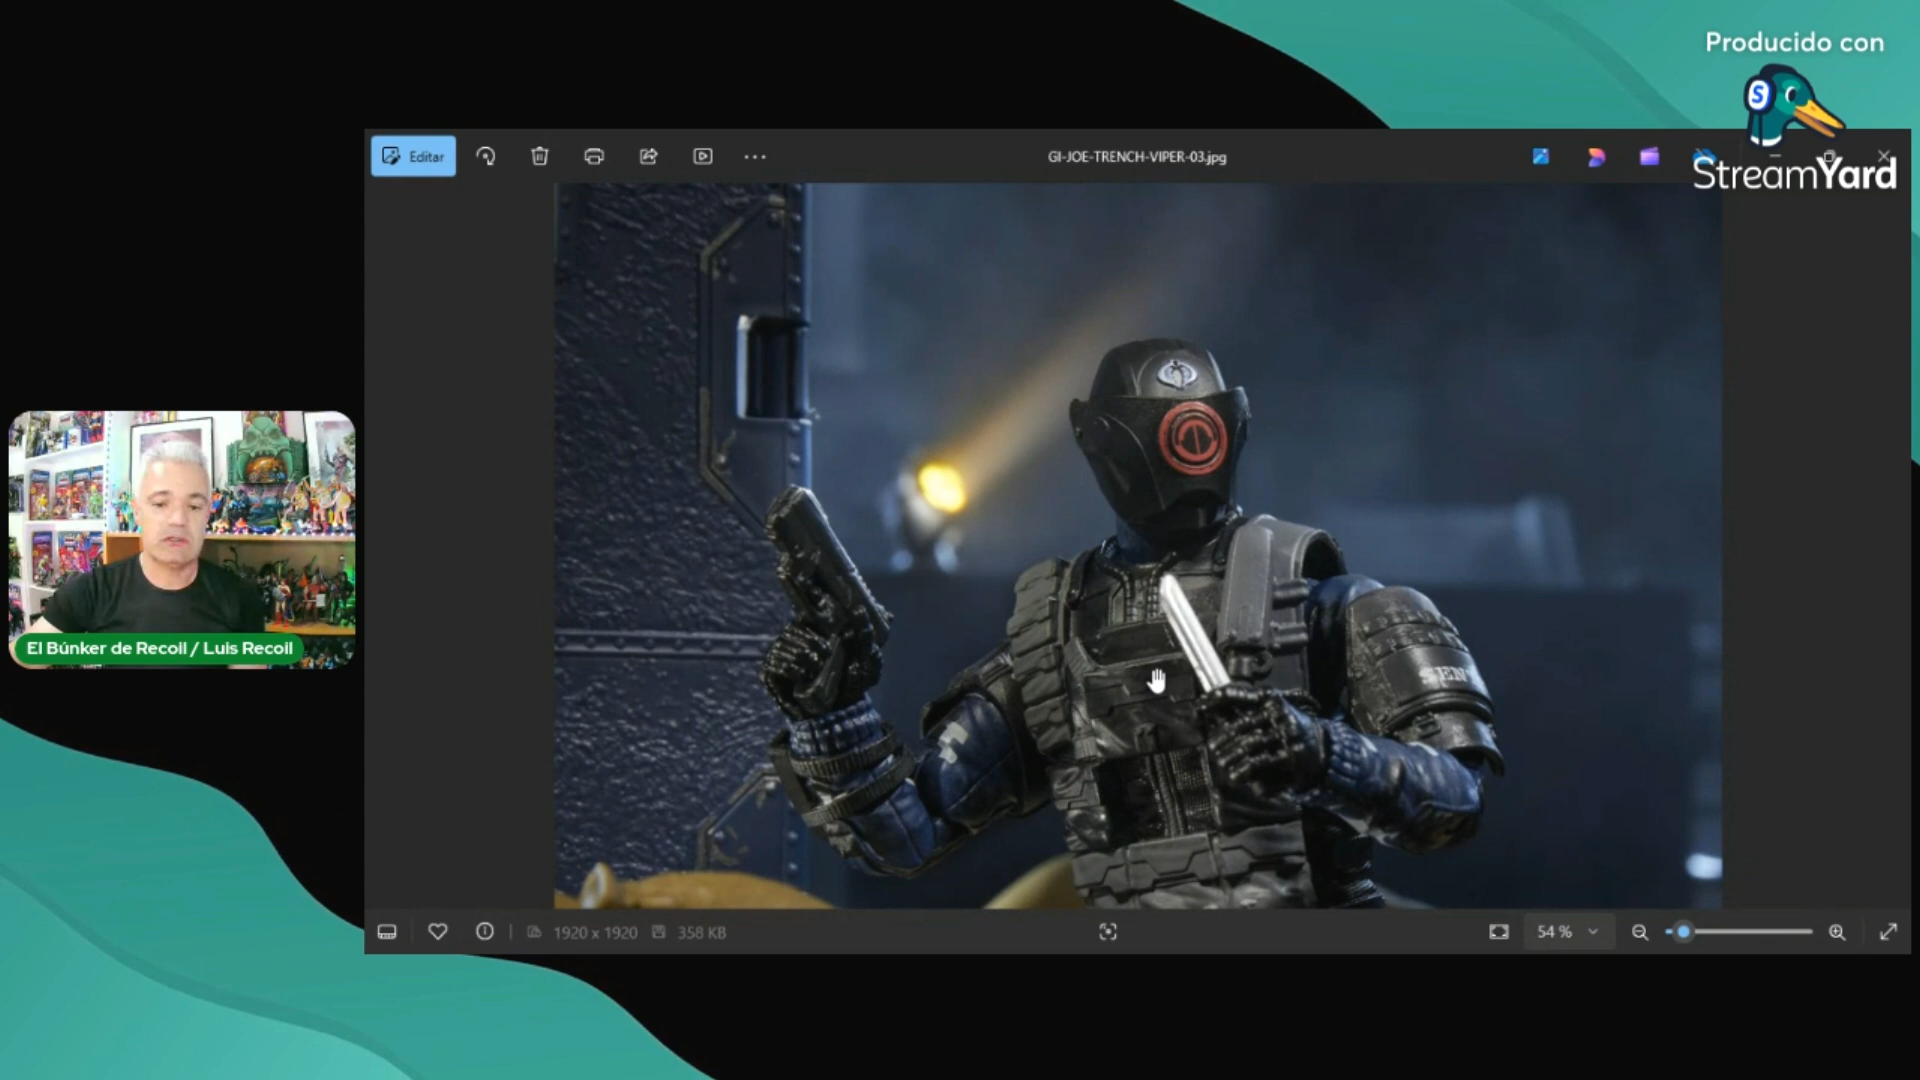 Producido con
S
StreamYard
Editar
GI-JOE-TRENCH-VIPER-03.jpg
El Búnker de Recoil / Luis Recoil
1920 x 1920
358 KB
54 %